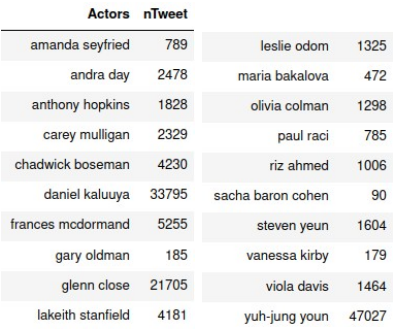 Actors nTweet
amanda seyfried 789
andra day 2478
anthony hopkins 1828
carey mulligan 2329
chadwick boseman 4230
daniel kaluuya 33795
frances mcdormand 5255
gary oldman 185
glenn close 21705
lakeith stanfield 4181
leslie odom 1325
maria bakalova 472
olivia colman 1298
paul raci 785
riz ahmed 1006
sacha baron cohen 90
steven yeun 1604
vanessa kirby 179
viola davis 1464
yuh-jung youn 47027